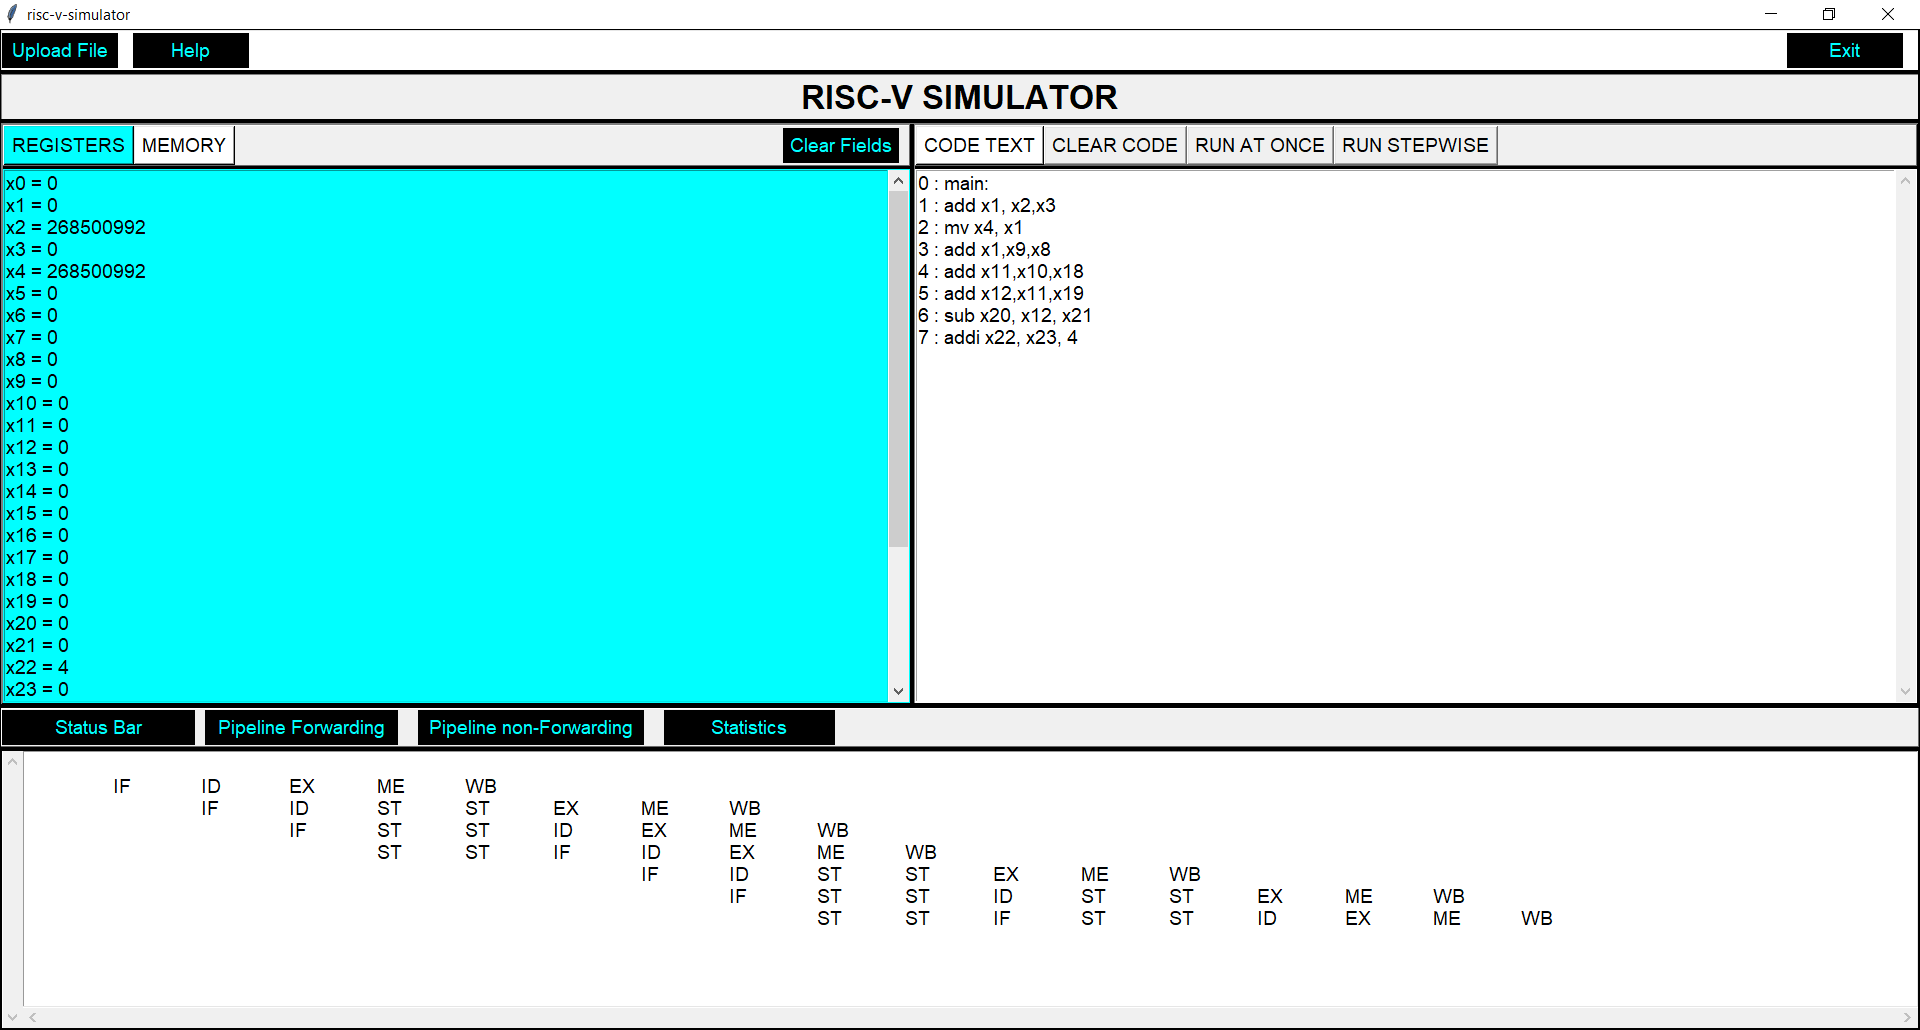 risc-v-simulator
Upload File Help Exit
RISC-V SIMULATOR
REGISTERS MEMORY Clear Fields
x0 = 0
x1 = 0
x2 = 268500992
x3 = 0
x4 = 268500992
x5 = 0
x6 = 0
x7 = 0
x8 = 0
x9 = 0
x10 = 0
x11 = 0
x12 = 0
x13 = 0
x14 = 0
x15 = 0
x16 = 0
x17 = 0
x18 = 0
x19 = 0
x20 = 0
x21 = 0
x22 = 4
x23 = 0
CODE TEXT CLEAR CODE RUN AT ONCE RUN STEPWISE
0 : main:
1 : add x1, x2,x3
2 : mv x4, x1
3 : add x1,x9,x8
4 : add x11,x10,x18
5 : add x12,x11,x19
6 : sub x20, x12, x21
7 : addi x22, x23, 4
Status Bar Pipeline Forwarding Pipeline non-Forwarding Statistics
IF ID EX ME WB
IF ID ST ST EX ME WB
IF ST ST ID EX ME WB
ST ST IF ID EX ME WB
IF ID ST ST EX ME WB
IF ST ST ID ST ST EX ME WB
ST ST IF ST ST ID EX ME WB